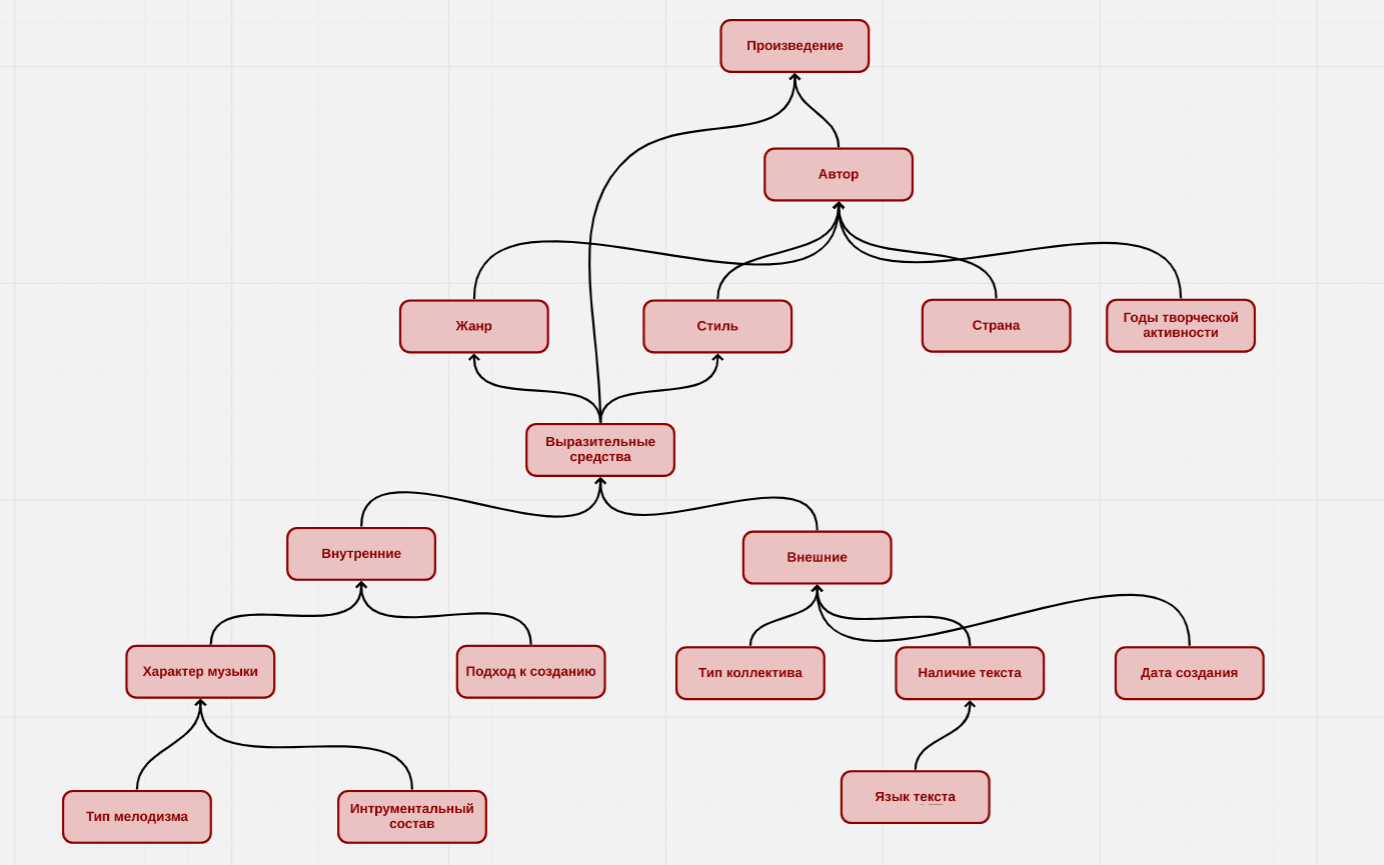 Произведение
Автор
Жанр
Стиль
Страна
Годы творческой
активности
Выразительные
средства
Внутренние
Внешние
Характер музыки
Подход к созданию
Тип коллектива
Наличие текста
Дата создания
Тип мелодизма
Интрументальный
состав
Язык текста